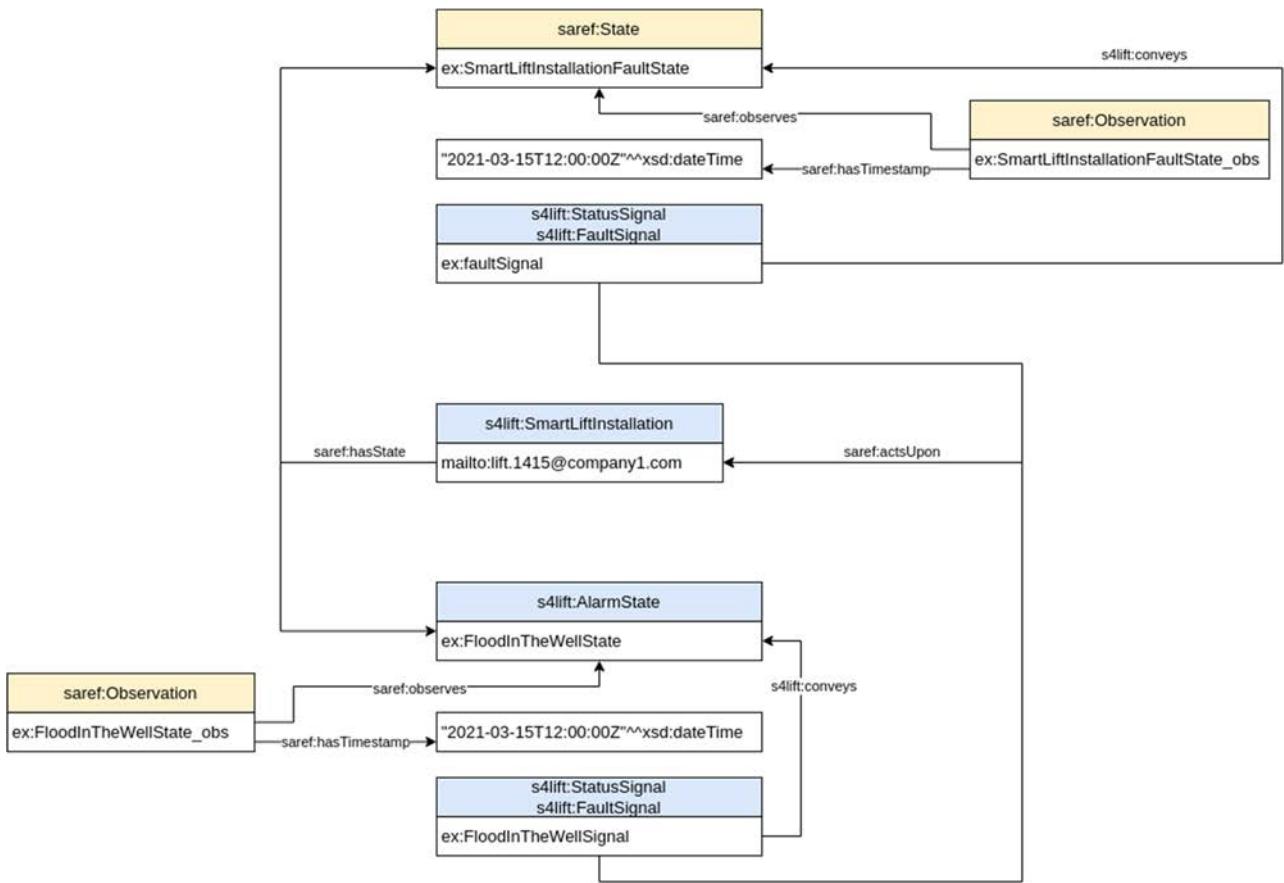 saref:State
ex:SmartLiftInstallationFaultState
s4lift:conveys
saref:observes
saref:Observation
ex:SmartLiftInstallationFaultState_obs
"2021-03-15T12:00:00Z"^^xsd:dateTime
saref:hasTimestamp
s4lift:StatusSignal
s4lift:FaultSignal
ex:faultSignal
s4lift:SmartLiftInstallation
mailto:lift.1415@company1.com
saref:hasState
saref:actsUpon
s4lift:AlarmState
ex:FloodInTheWellState
saref:Observation
ex:FloodInTheWellState_obs
saref:observes
s4lift:conveys
saref:hasTimestamp
"2021-03-15T12:00:00Z"^^xsd:dateTime
s4lift:StatusSignal
s4lift:FaultSignal
ex:FloodInTheWellSignal